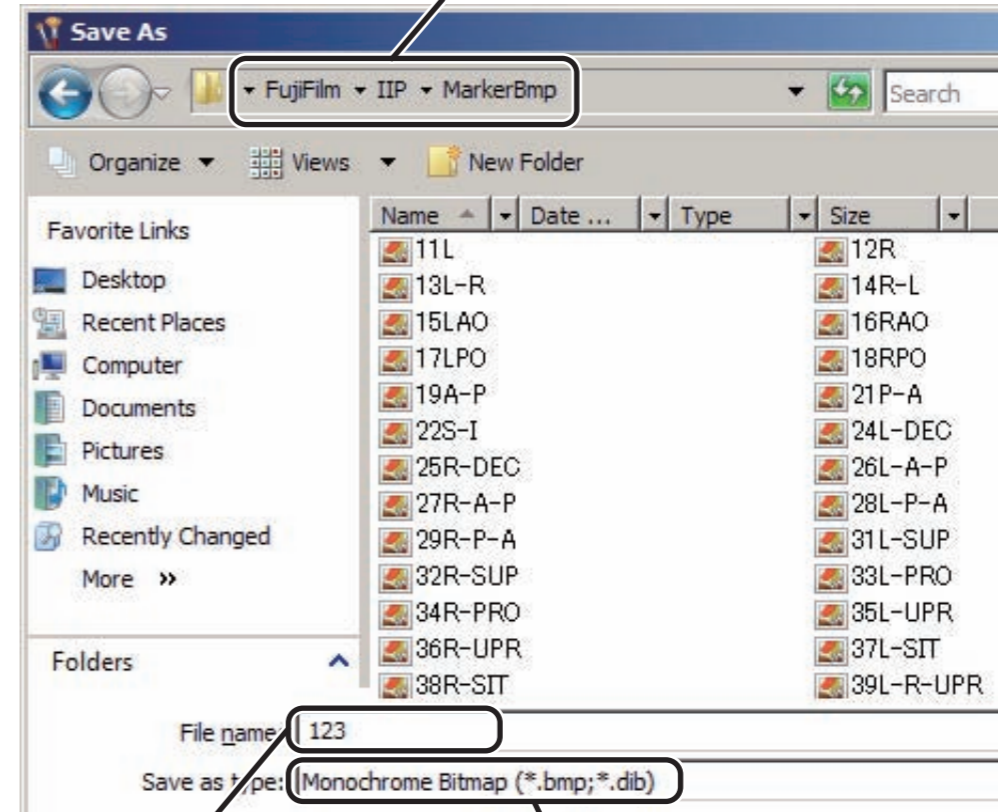 Save As
FujiFilm IIP MarkerBmp
Search
Organize Views New Folder
Favorite Links
Desktop
Recent Places
Computer
Documents
Pictures
Music
Recently Changed
More »
Folders
Name Date ... Type Size
11L 12R
13L-R 14R-L
15LAO 16RAO
17LPO 18RPO
19A-P 21P-A
22S-I 24L-DEC
25R-DEC 26L-A-P
27R-A-P 28L-P-A
29R-P-A 31L-SUP
32R-SUP 33L-PRO
34R-PRO 35L-UPR
36R-UPR 37L-SIT
38R-SIT 39L-R-UPR
File name: 123
Save as type: Monochrome Bitmap (*.bmp;*.dib)